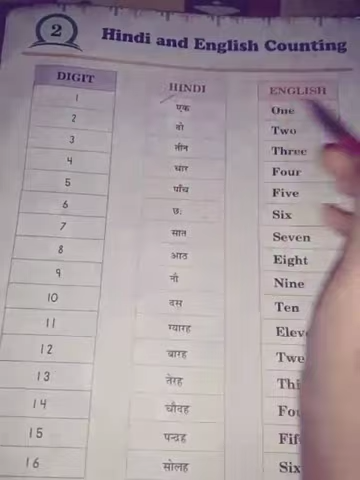 2
Hindi and English Counting
DIGIT HINDI ENGLISH
1 एक One
2 दो Two
3 तीन Three
4 चार Four
5 पाँच Five
6 छः Six
7 सात Seven
8 आठ Eight
9 नौ Nine
10 दस Ten
11 ग्यारह
12 बारह
13 तेरह
14 चौदह
15 पन्द्रह
16 सोलह